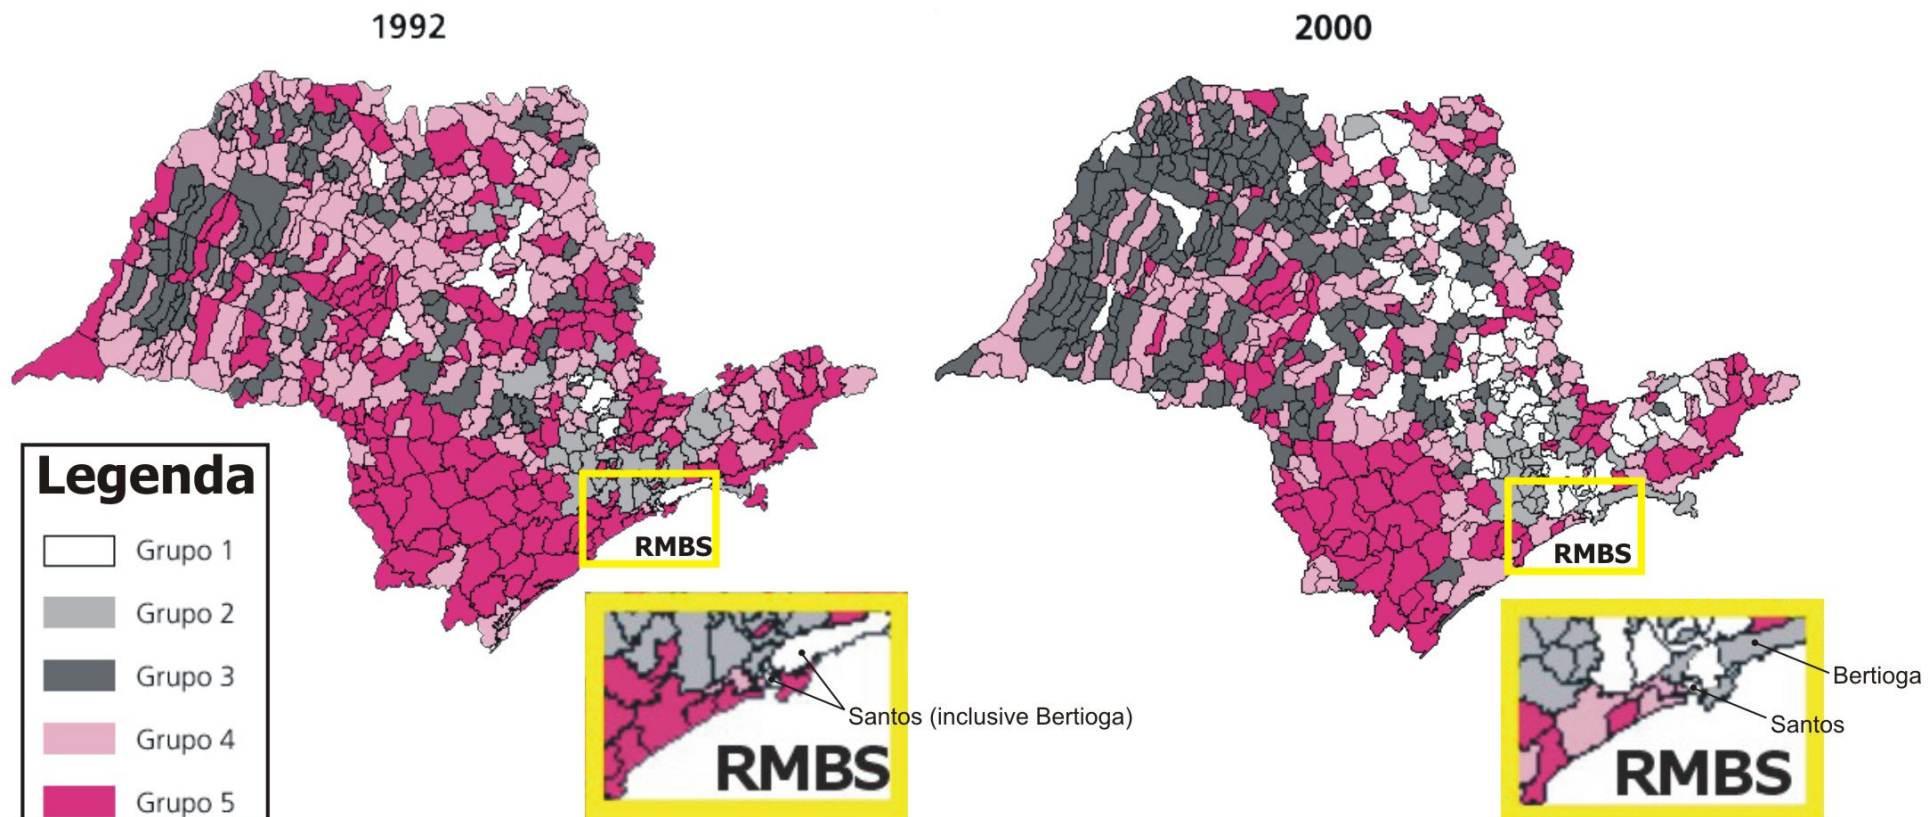 1992
2000
Legenda
Grupo 1
Grupo 2
Grupo 3
Grupo 4
Grupo 5
RMBS
RMBS
Santos (inclusive Bertioga)
RMBS
Bertioga
Santos
RMBS